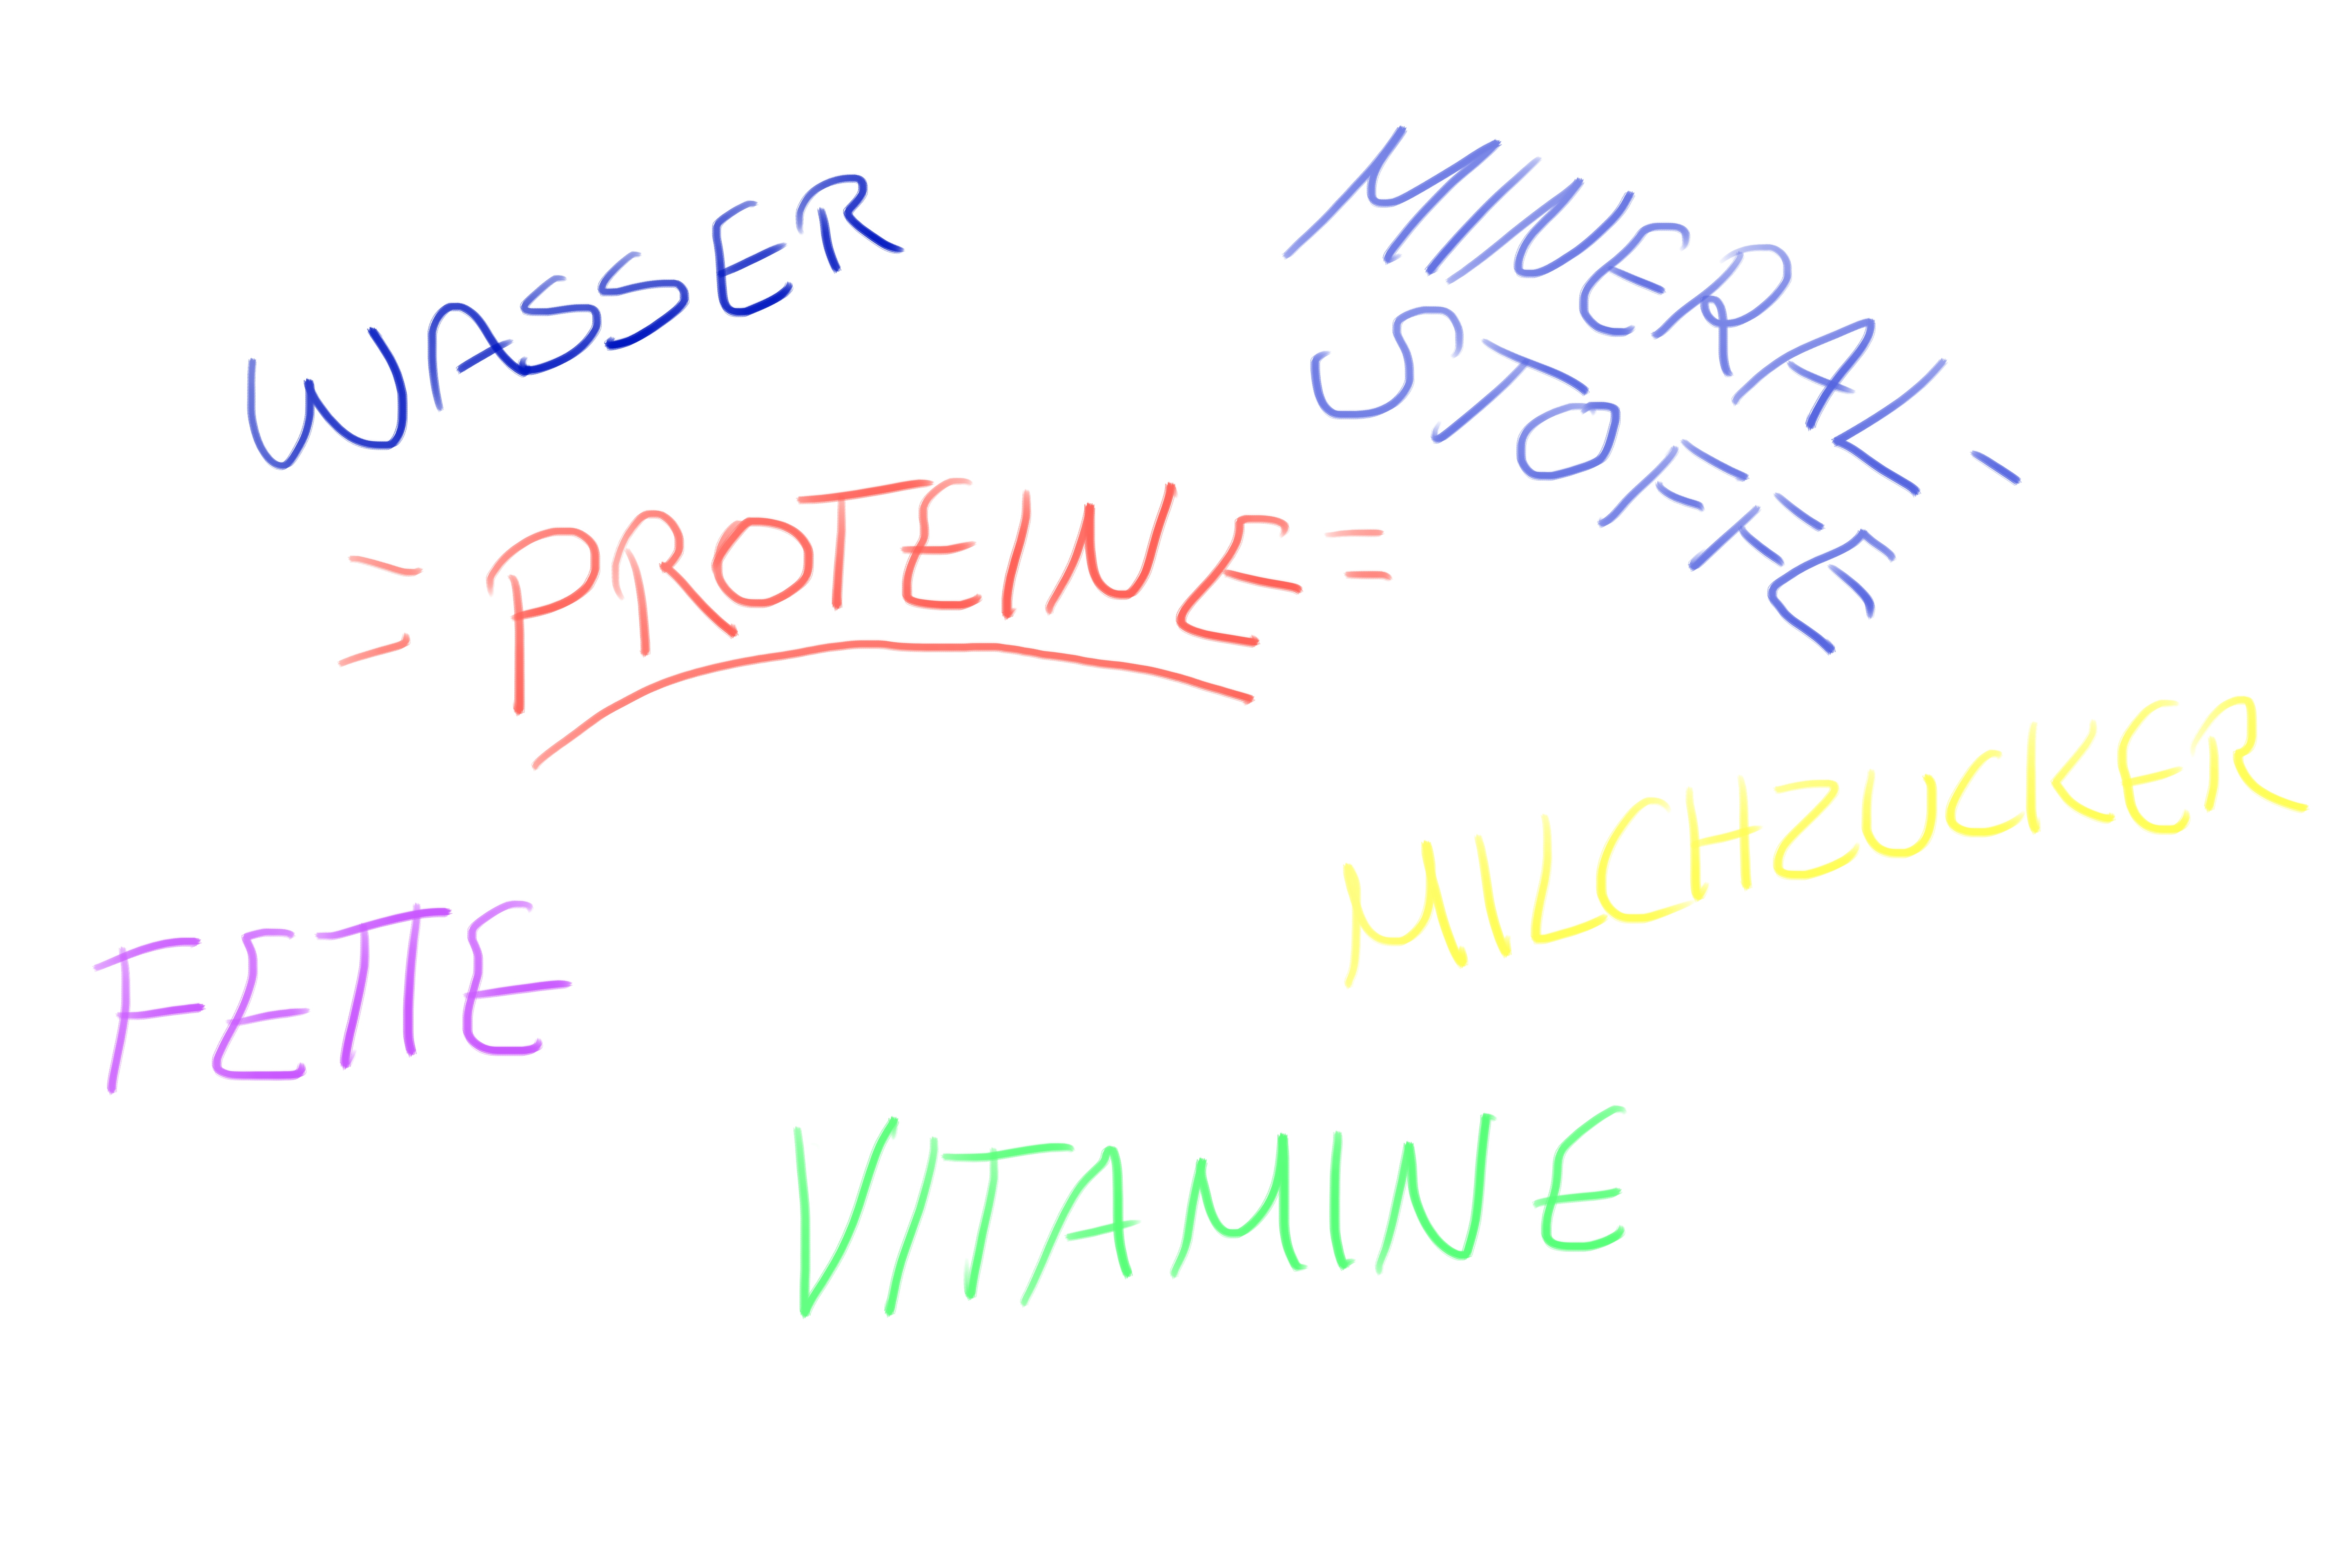 WASSER
MINERAL-
STOFFE
= PROTEINE =
MILCHZUCKER
FETTE
VITAMINE